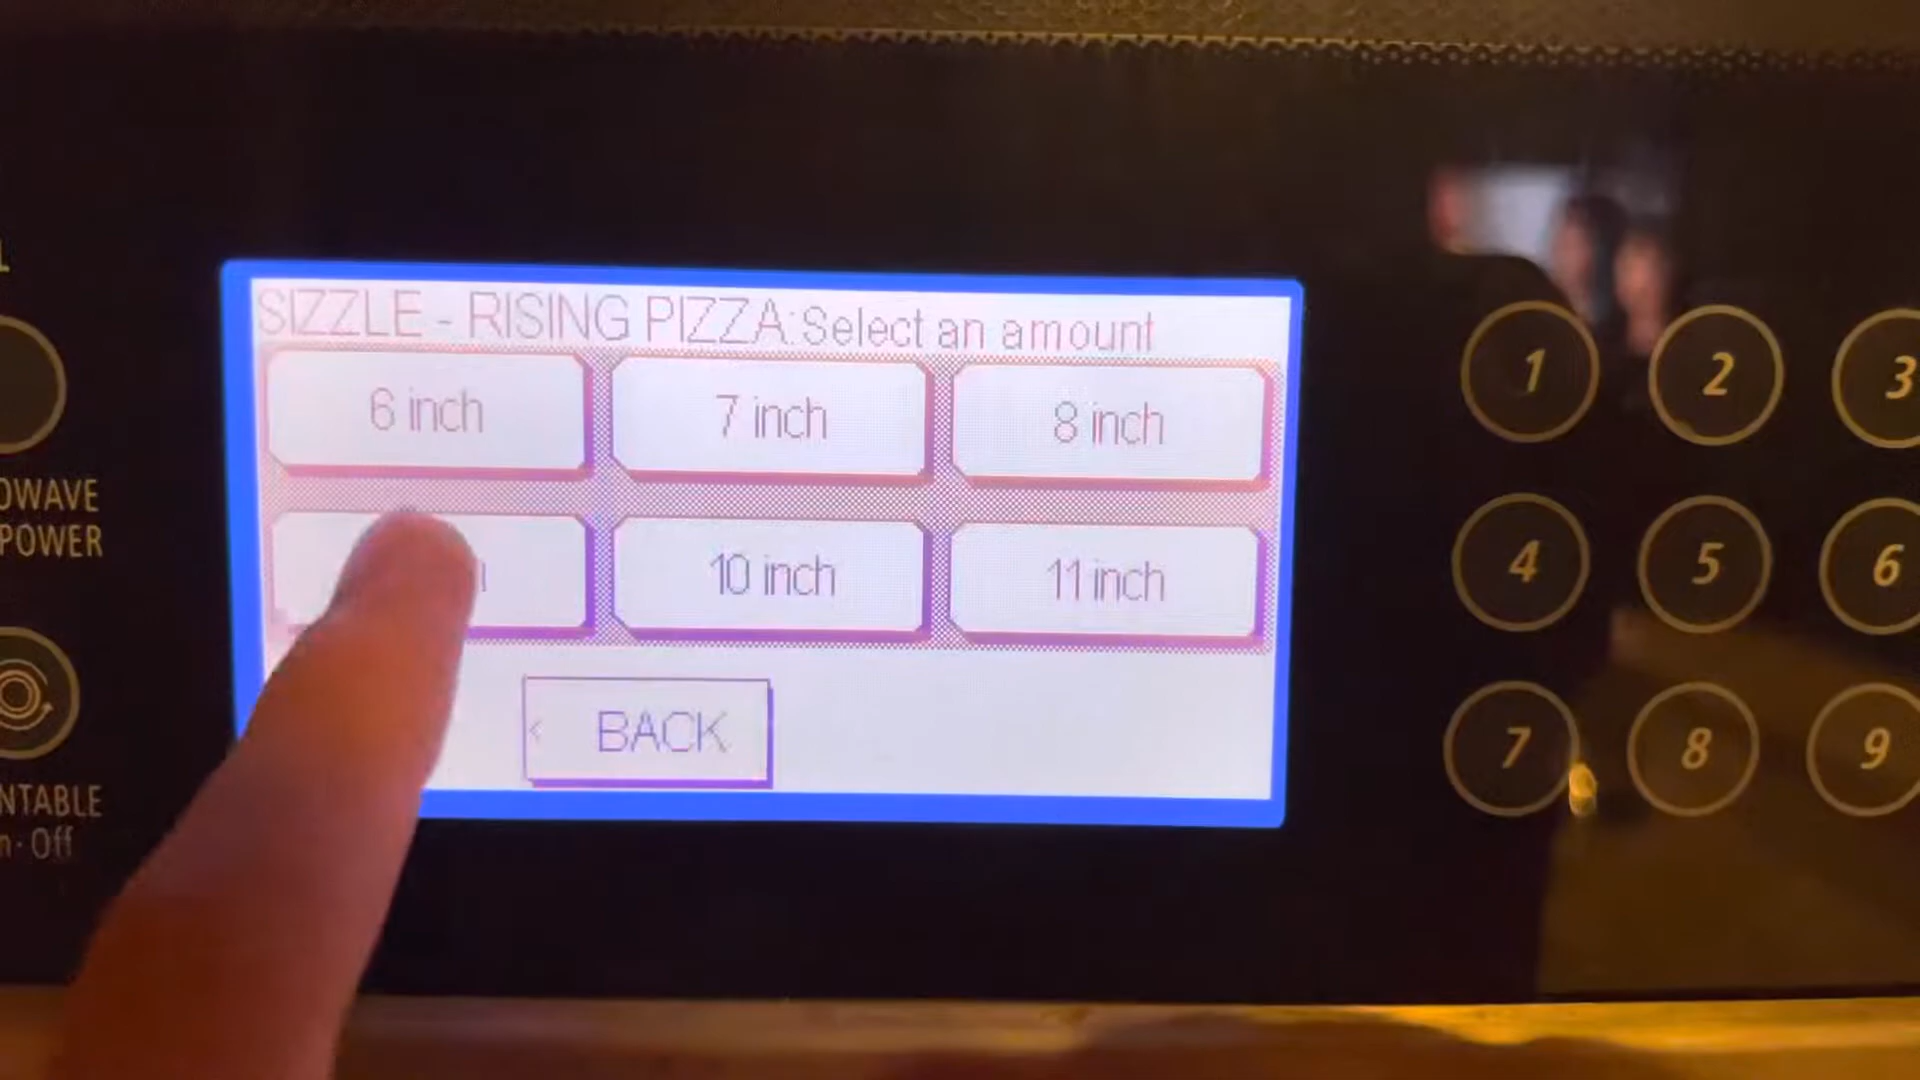 SIZZLE - RISING PIZZA:Select an amount
6 inch
7 inch
8 inch
10 inch
11 inch
< BACK
OWAVE
POWER
NTABLE
n·Off
1
2
3
4
5
6
7
8
9